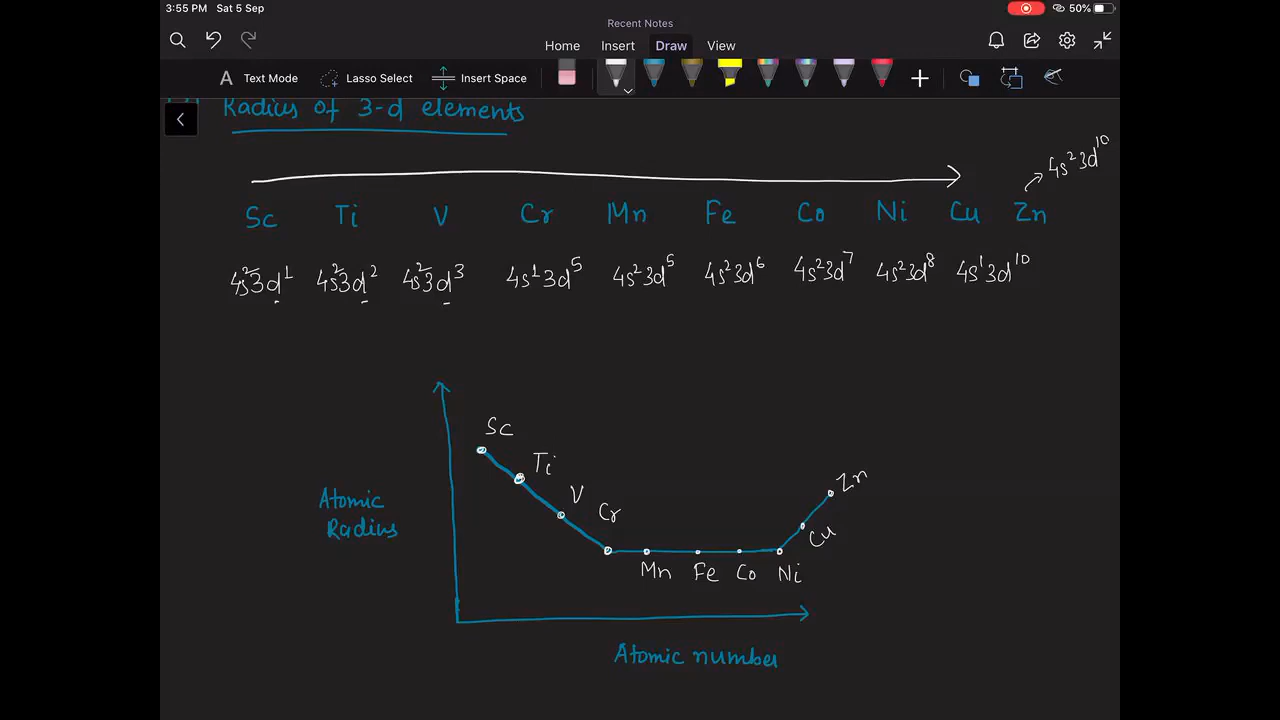 3:55 PM Sat 5 Sep 50%
Recent Notes
Home Insert Draw View
A Text Mode Lasso Select Insert Space
Radius of 3-d elements
4s²3d¹⁰
Sc Ti V Cr Mn Fe Co Ni Cu Zn
4s²3d¹ 4s²3d² 4s²3d³ 4s¹3d⁵ 4s²3d⁵ 4s²3d⁶ 4s²3d⁷ 4s²3d⁸ 4s¹3d¹⁰
Sc
Ti
V
Cr
Zn
Cu
Atomic
Radius
Mn Fe Co Ni
Atomic number